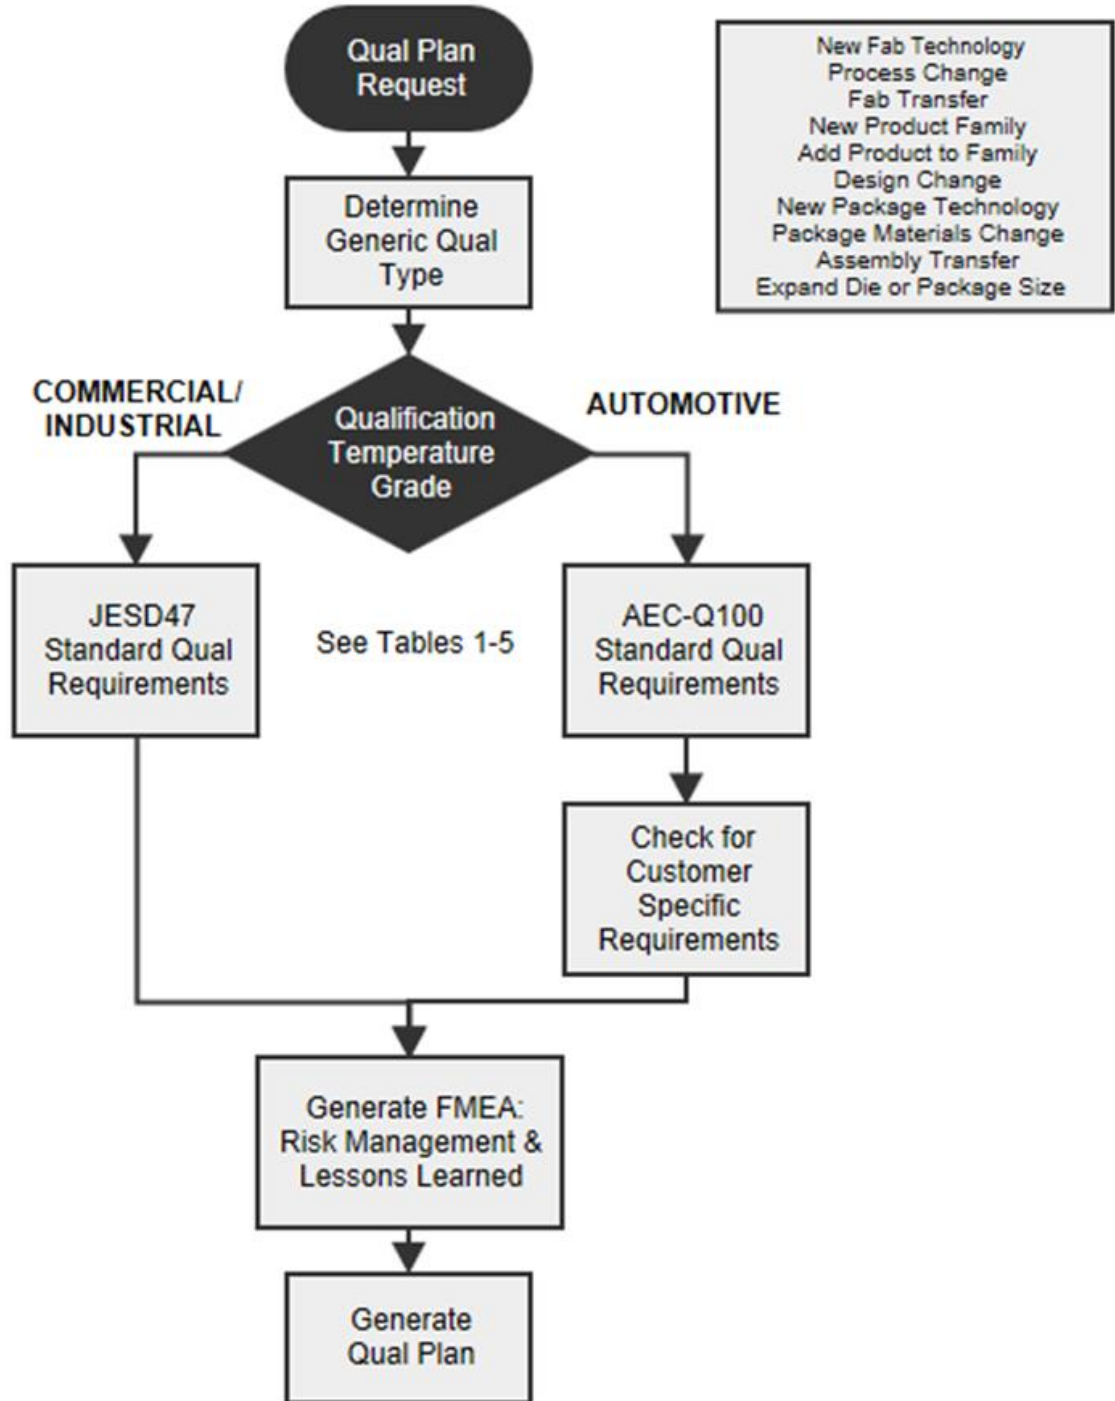 Qual Plan
Request
New Fab Technology
Process Change
Fab Transfer
New Product Family
Add Product to Family
Design Change
New Package Technology
Package Materials Change
Assembly Transfer
Expand Die or Package Size
Determine
Generic Qual
Type
COMMERCIAL/
INDUSTRIAL
Qualification
Temperature
Grade
AUTOMOTIVE
JESD47
Standard Qual
Requirements
See Tables 1-5
AEC-Q100
Standard Qual
Requirements
Check for
Customer
Specific
Requirements
Generate FMEA:
Risk Management &
Lessons Learned
Generate
Qual Plan